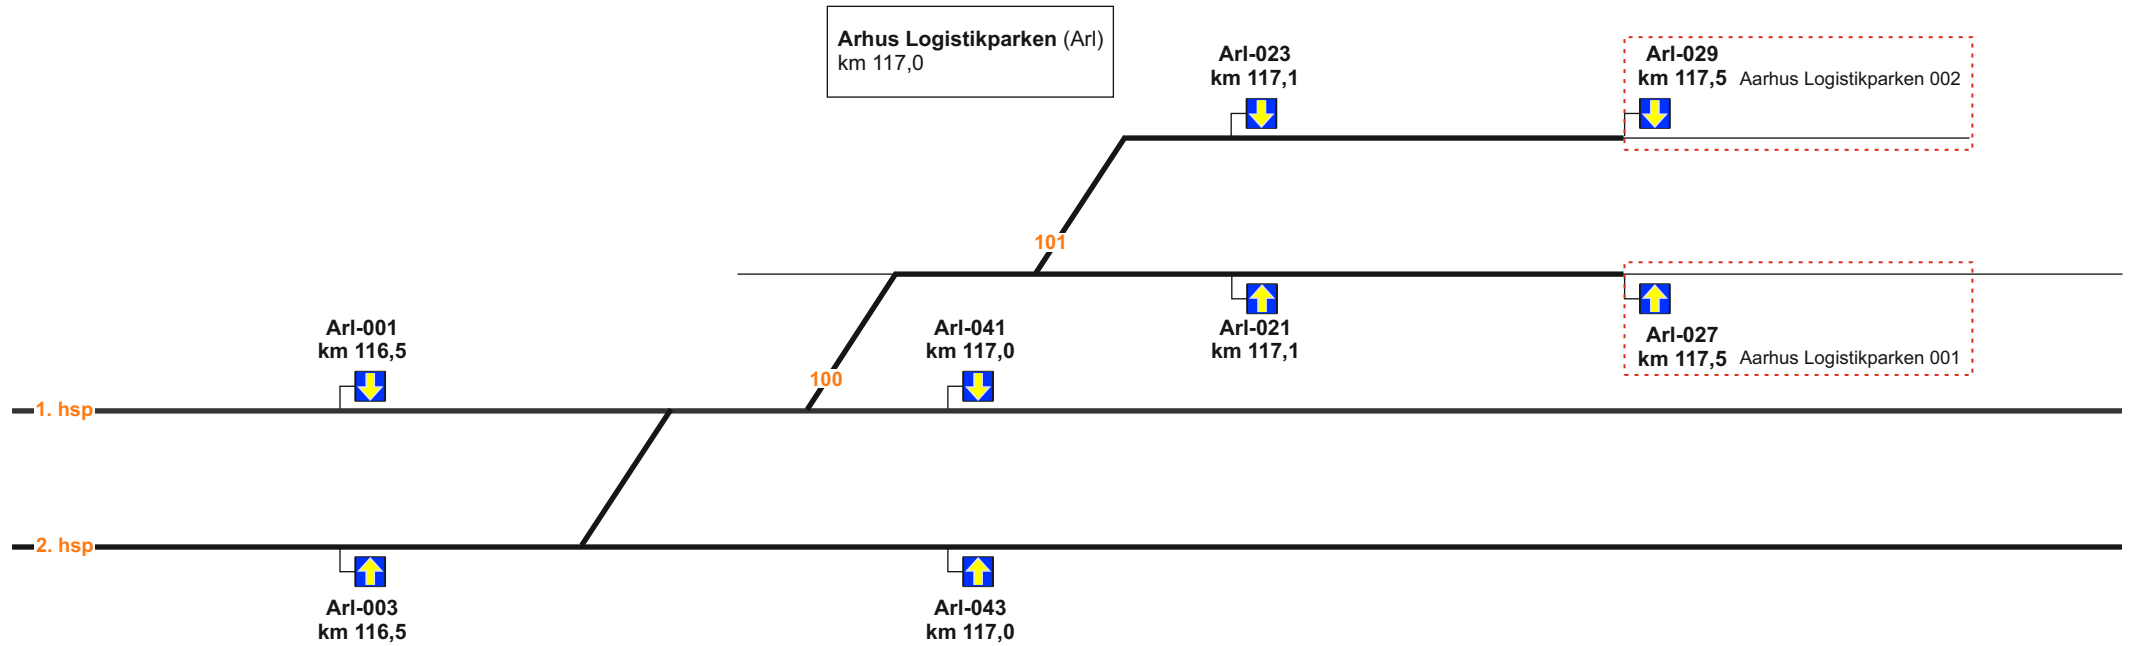 Arhus Logistikparken (Arl)
km 117,0
Arl-023
km 117,1
Arl-029
km 117,5 Aarhus Logistikparken 002
101
Arl-001
km 116,5
Arl-041
km 117,0
Arl-021
km 117,1
Arl-027
km 117,5 Aarhus Logistikparken 001
100
1. hsp
2. hsp
Arl-003
km 116,5
Arl-043
km 117,0